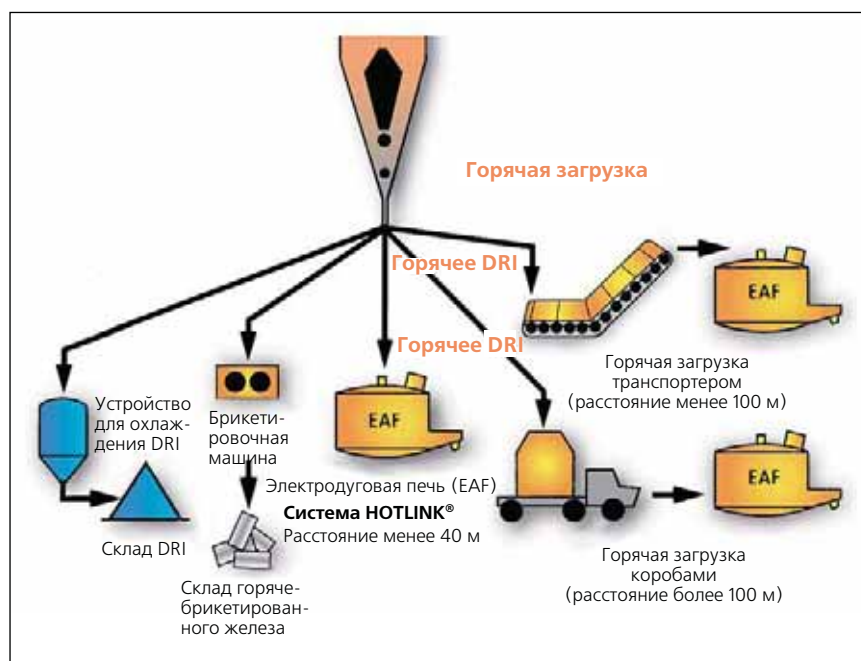 Горячая загрузка
Горячее DRI
Горячее DRI
EAF
Горячая загрузка
транспортером
(расстояние менее 100 м)
Устройство
для охлаж-
дения DRI
Склад DRI
Брикети-
ровочная
машина
Склад горяче-
брикетирован-
ного железа
EAF
Электродуговая печь (EAF)
Система HOTLINK®
Расстояние менее 40 м
EAF
Горячая загрузка
коробами
(расстояние более 100 м)